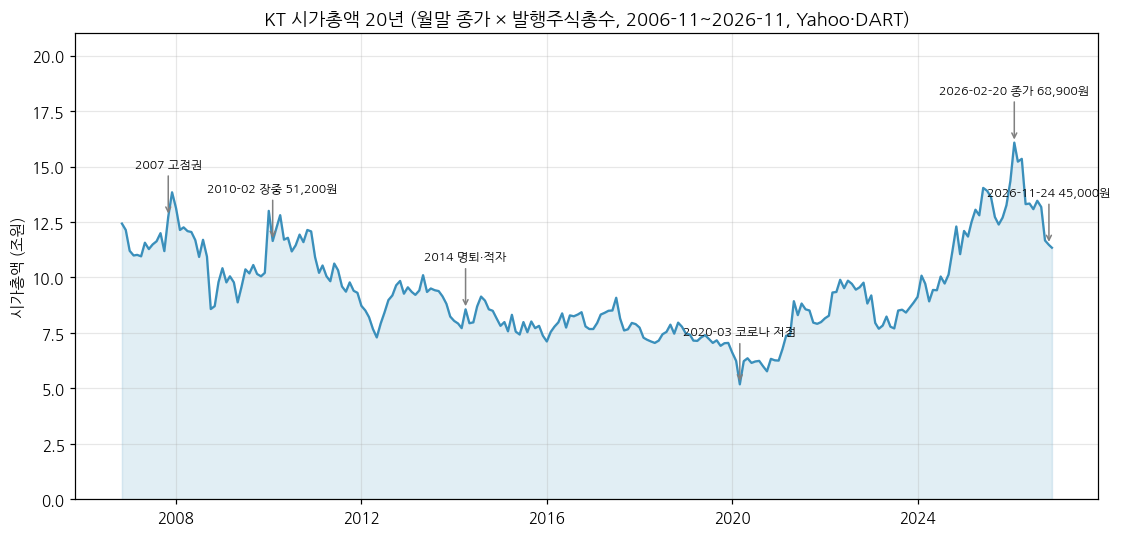 KT 시가총액 20년 (월말 종가 × 발행주식총수, 2006-11~2026-11, Yahoo·DART)
시가총액 (조원)
20.0
17.5
15.0
12.5
10.0
7.5
5.0
2.5
0.0
2026-02-20 종가 68,900원
2007 고점권
2010-02 장중 51,200원
2026-11-24 45,000원
2014 명퇴·적자
2020-03 코로나 저점
2008
2012
2016
2020
2024